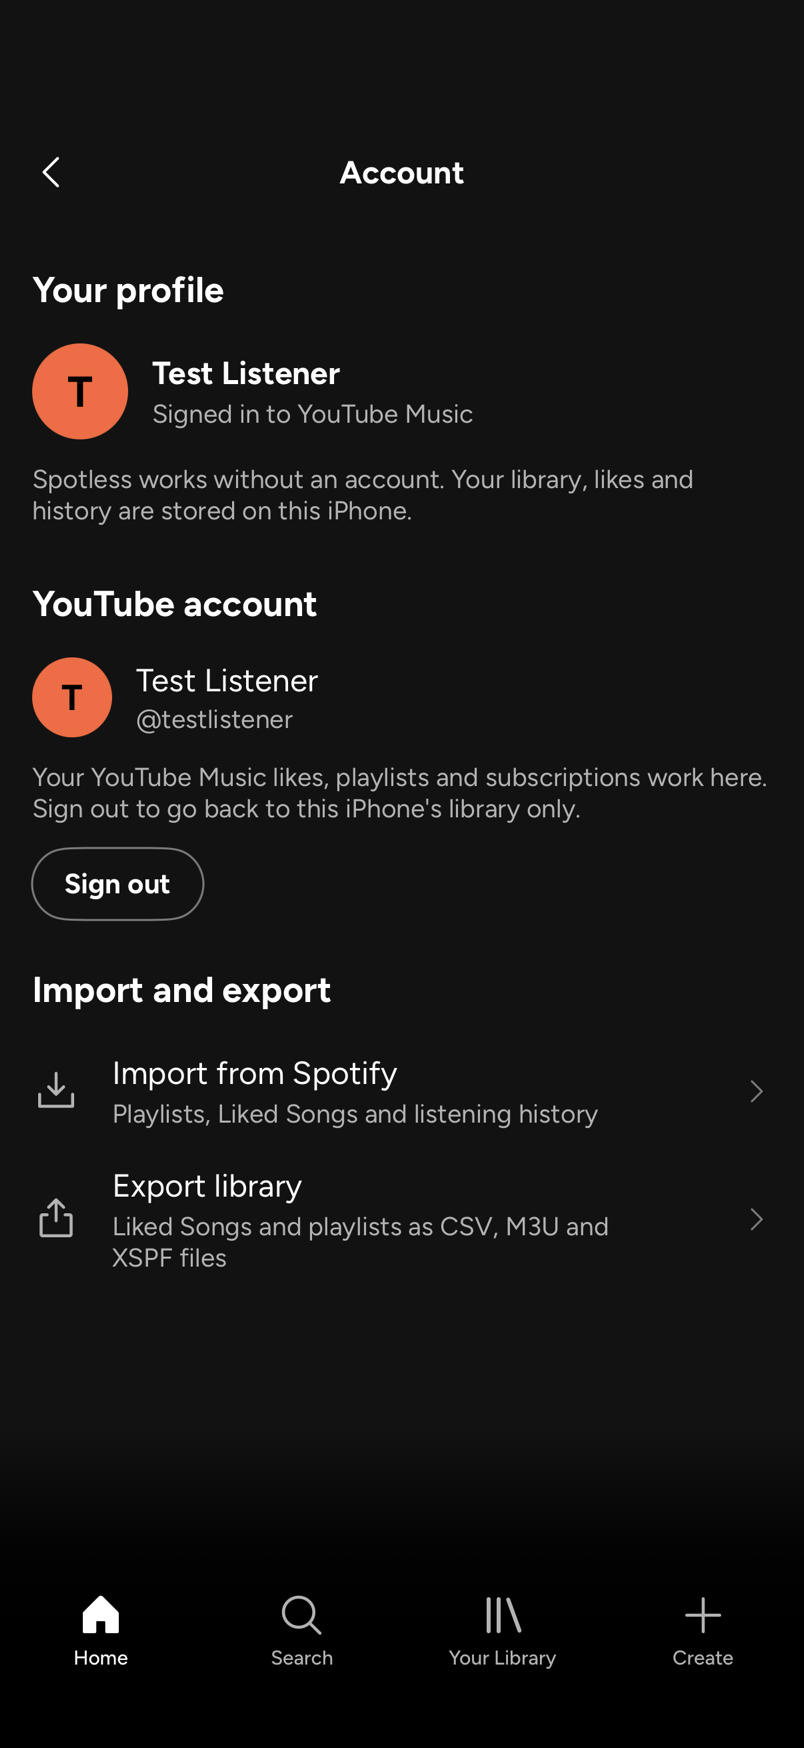 Account
Your profile
T
Test Listener
Signed in to YouTube Music
Spotless works without an account. Your library, likes and
history are stored on this iPhone.
YouTube account
T
Test Listener
@testlistener
Your YouTube Music likes, playlists and subscriptions work here.
Sign out to go back to this iPhone's library only.
Sign out
Import and export
Import from Spotify
Playlists, Liked Songs and listening history
Export library
Liked Songs and playlists as CSV, M3U and
XSPF files
Home
Search
Your Library
Create